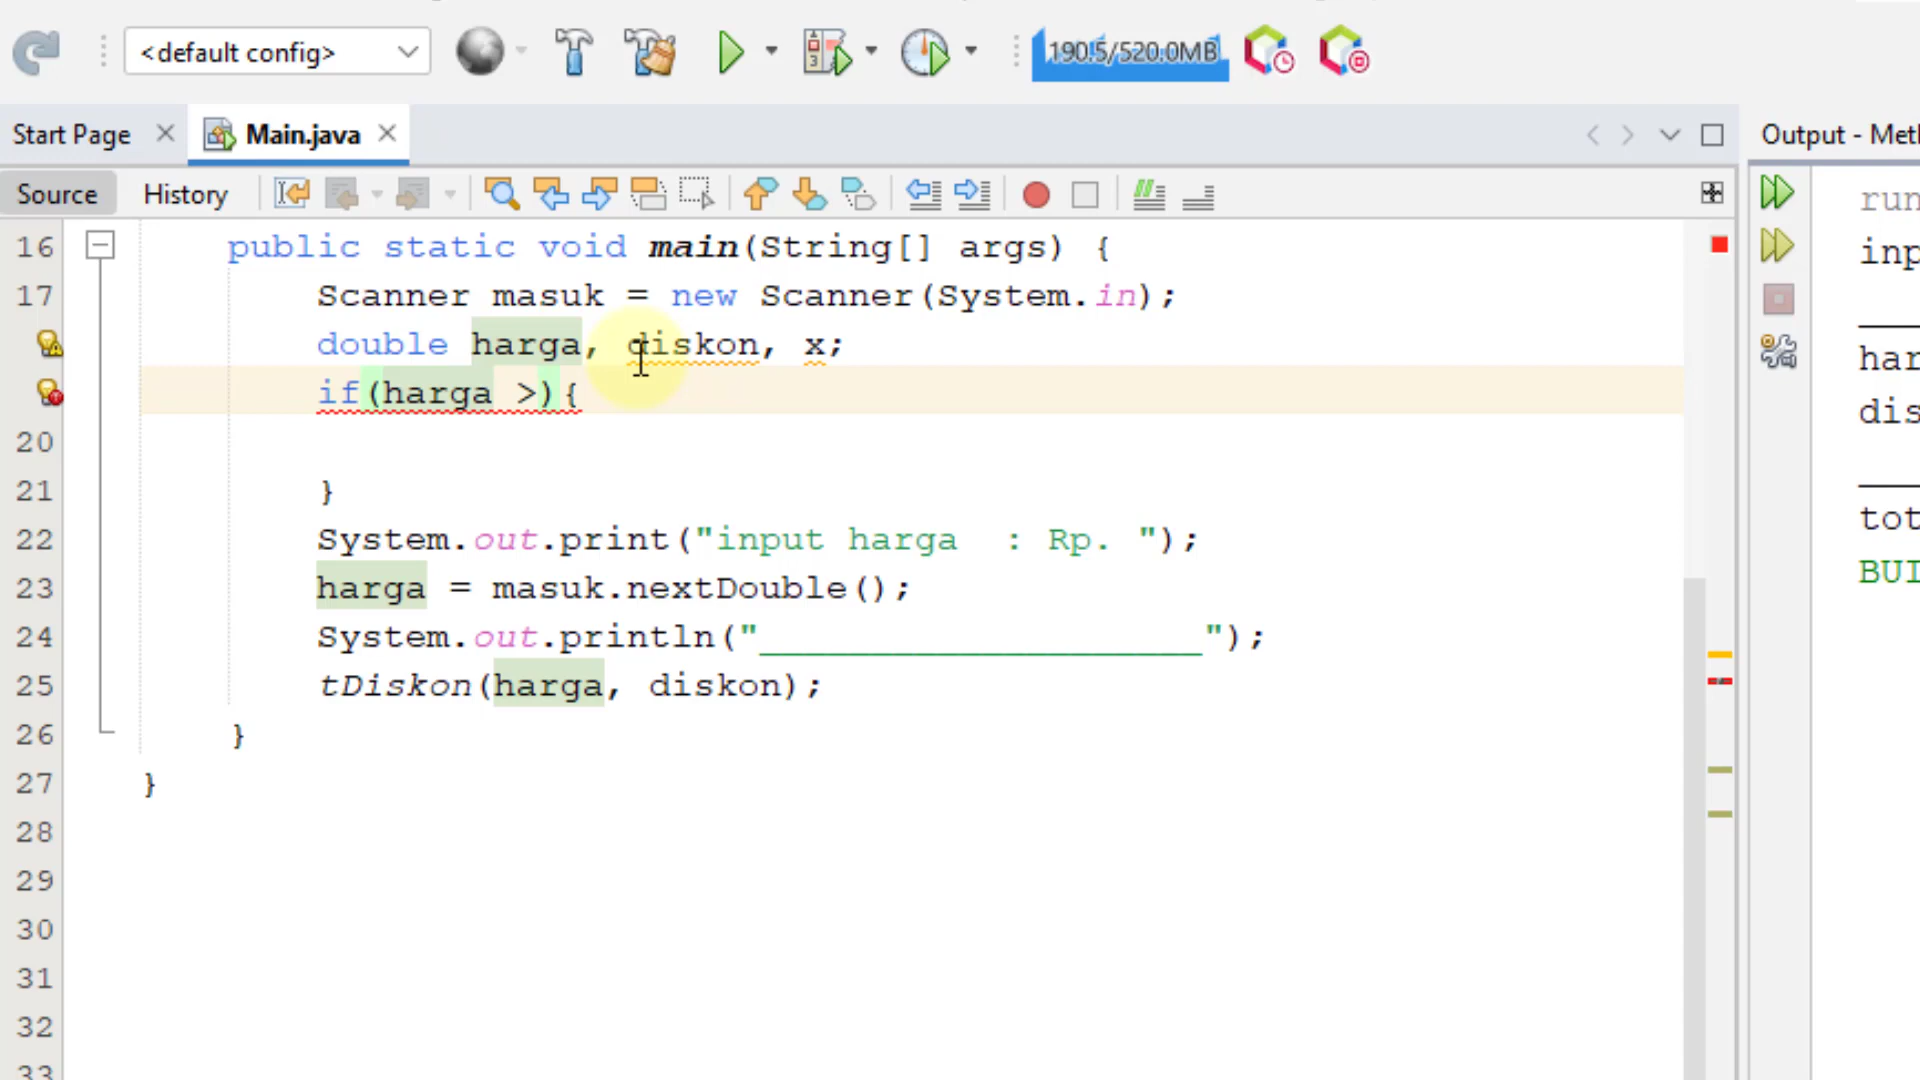 <default config>
190.5/520.0MB
Start Page
Main.java
Output - Meth
Source
History
16 public static void main(String[] args) {
17 Scanner masuk = new Scanner(System.in);
double harga, diskon, x;
if(harga >){
20
21 }
22 System.out.print("input harga  : Rp. ");
23 harga = masuk.nextDouble();
24 System.out.println("____________________");
25 tDiskon(harga, diskon);
26 }
27 }
28
29
30
31
32
33
run
inp
har
dis
tot
BUI